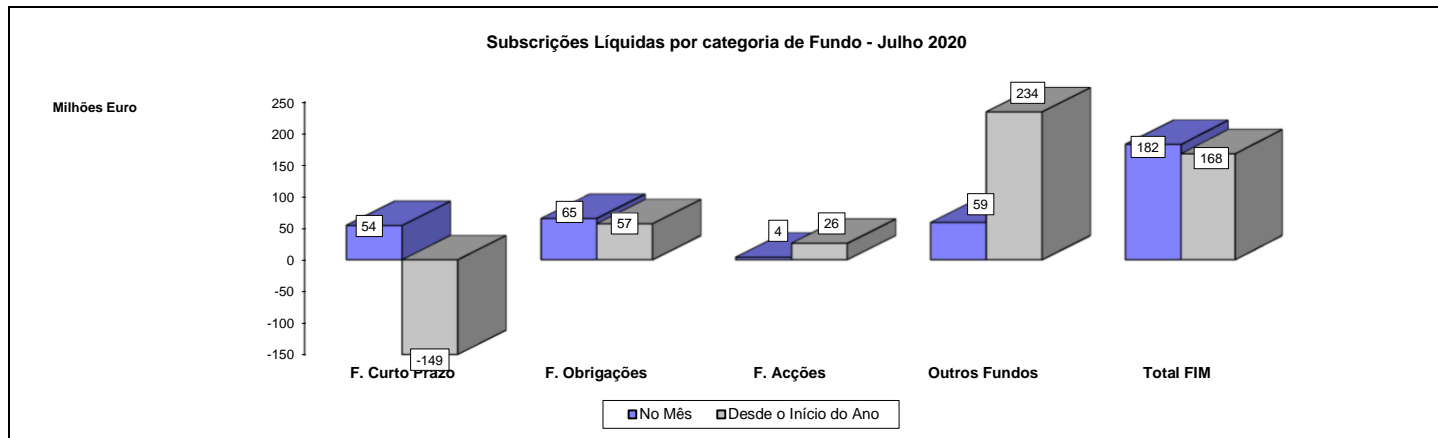 Subscrições Líquidas por categoria de Fundo - Julho 2020
Milhões Euro
250
200
150
100
50
0
-50
-100
-150
54
-149
65
57
4
26
59
234
182
168
F. Curto Prazo
F. Obrigações
F. Acções
Outros Fundos
Total FIM
No Mês
Desde o Início do Ano